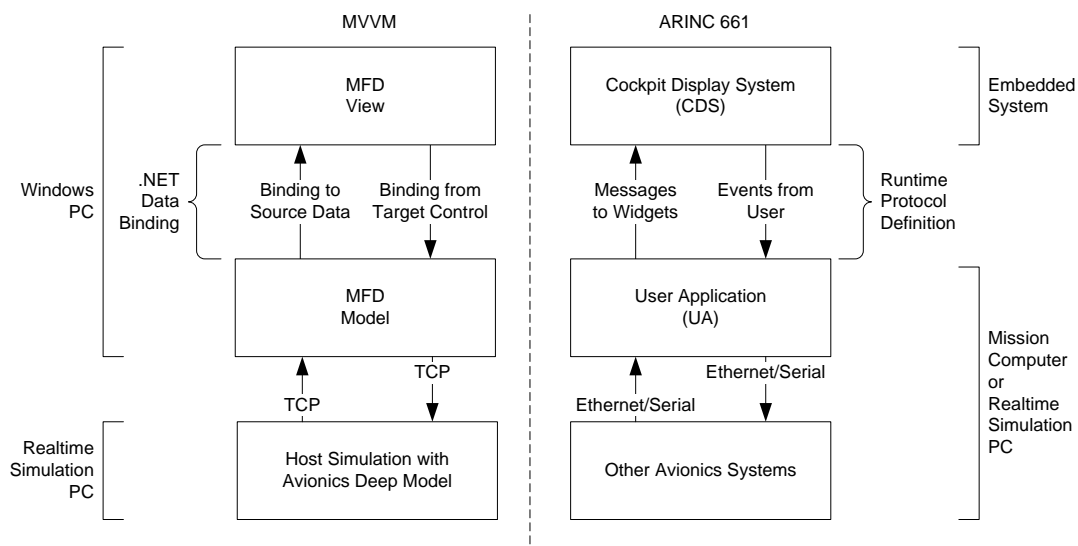 MVVM
ARINC 661
MFD
View
Cockpit Display System
(CDS)
Embedded
System
Windows
PC
.NET
Data
Binding
Binding to
Source Data
Binding from
Target Control
Messages
to Widgets
Events from
User
Runtime
Protocol
Definition
MFD
Model
User Application
(UA)
TCP
TCP
Ethernet/Serial
Ethernet/Serial
Mission
Computer
or
Realtime
Simulation
PC
Realtime
Simulation
PC
Host Simulation with
Avionics Deep Model
Other Avionics Systems